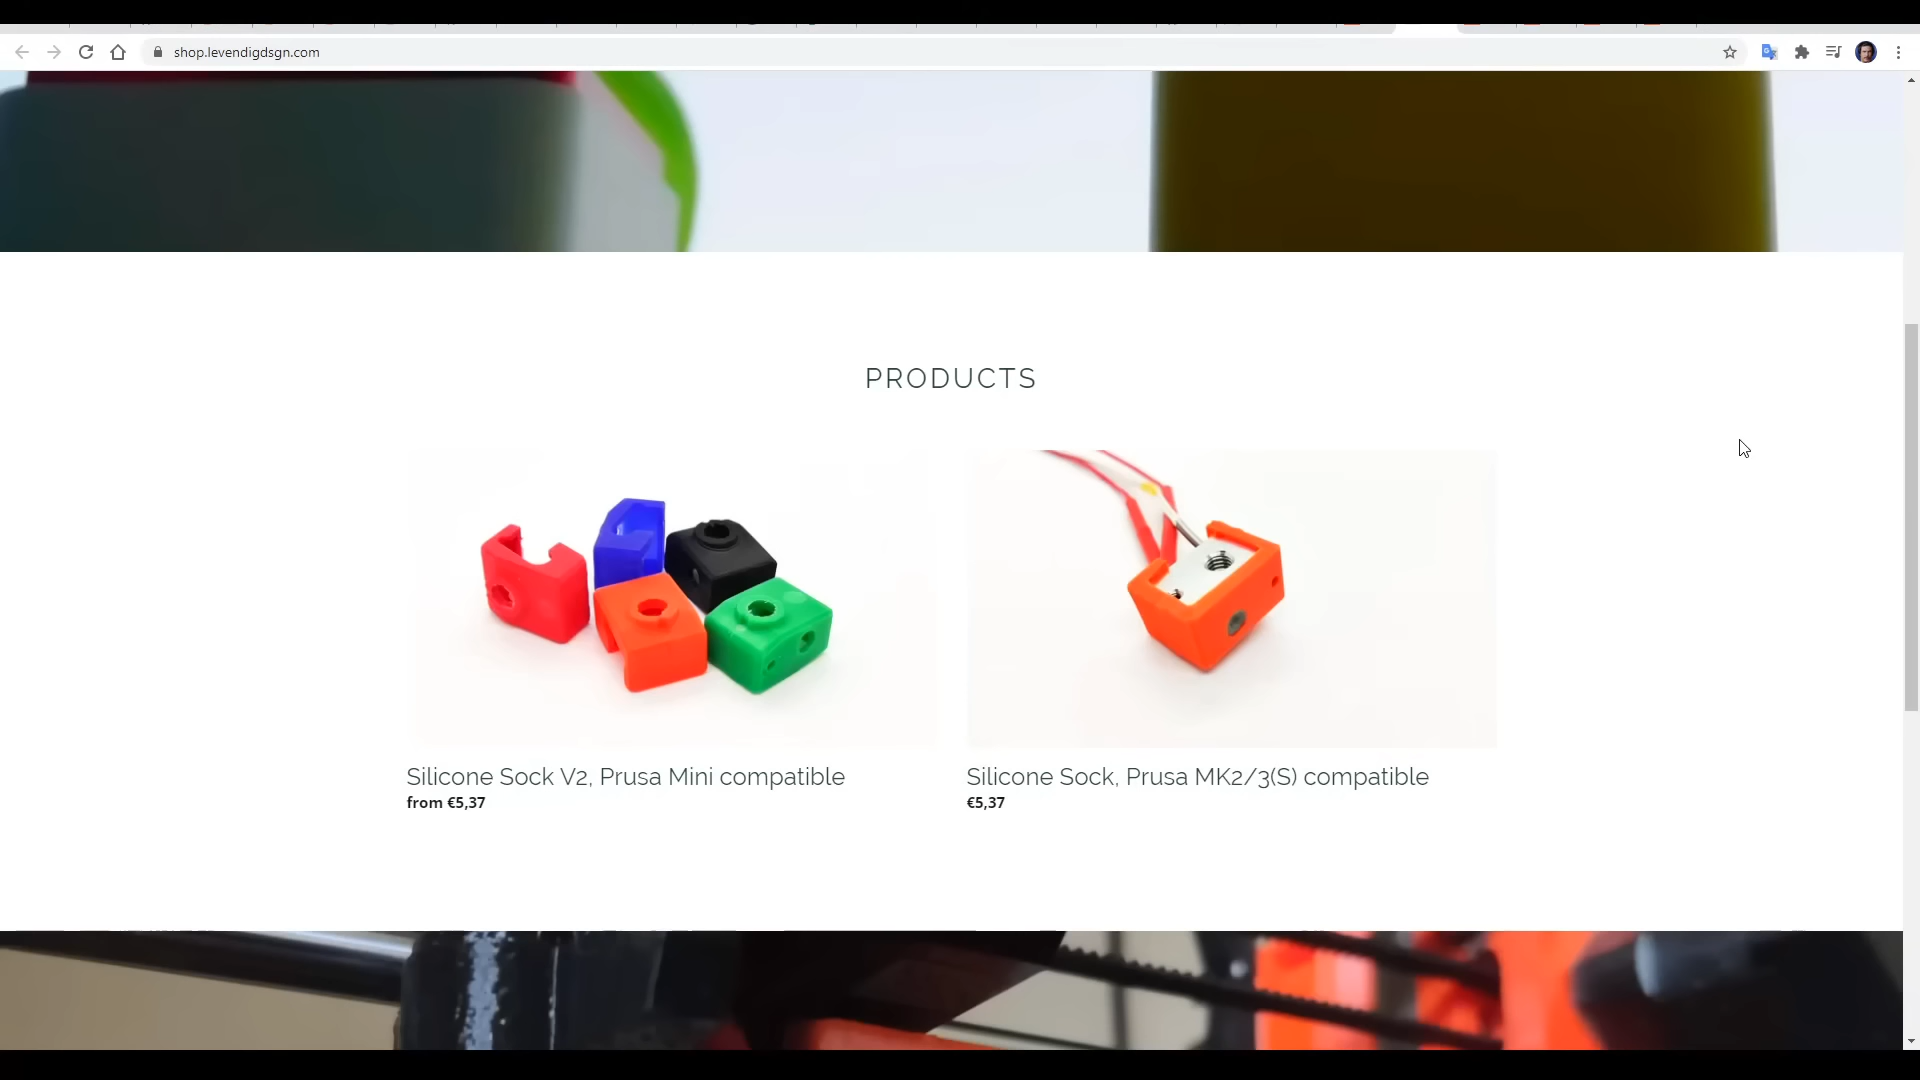 shop.levendigdsgn.com
PRODUCTS
Silicone Sock V2, Prusa Mini compatible
from €5,37
Silicone Sock, Prusa MK2/3(S) compatible
€5,37